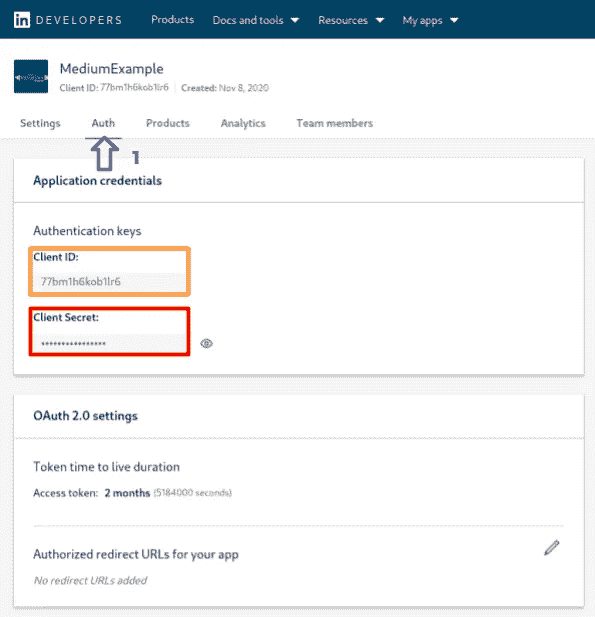 in DEVELOPERS Products Docs and tools Resources My apps
MediumExample
Client ID: 77bm1h6kob1lr6 Created: Nov 8, 2020
Settings Auth Products Analytics Team members
1
Application credentials
Authentication keys
Client ID:
77bm1h6kob1lr6
Client Secret:
••••••••••••••••
OAuth 2.0 settings
Token time to live duration
Access token: 2 months (5184000 seconds)
Authorized redirect URLs for your app
No redirect URLs added